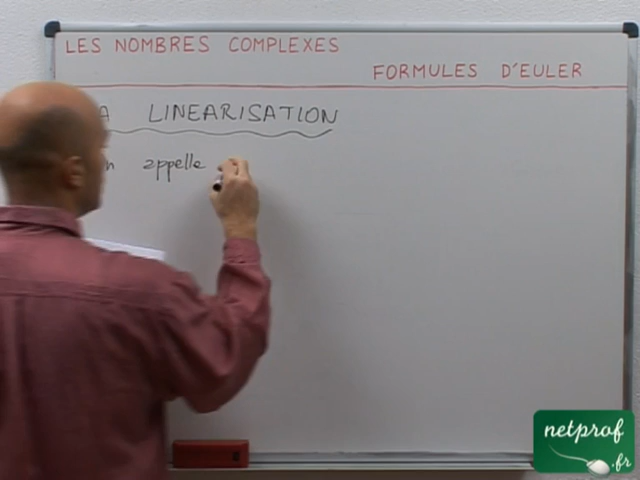 LES NOMBRES COMPLEXES
FORMULES D'EULER
A LINEARISATION
n appelle
netprof
.fr